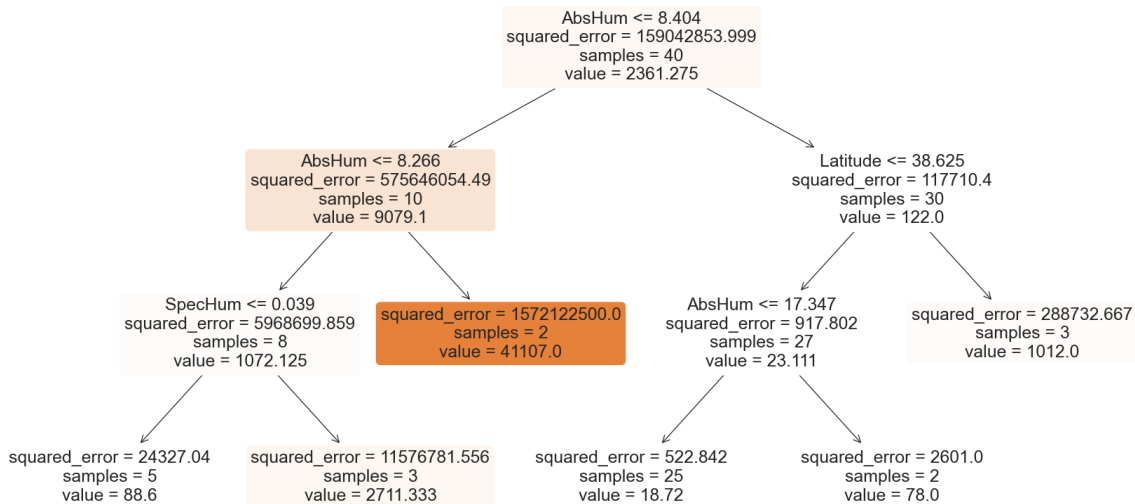 AbsHum <= 8.404
squared_error = 159042853.999
samples = 40
value = 2361.275
AbsHum <= 8.266
squared_error = 575646054.49
samples = 10
value = 9079.1
Latitude <= 38.625
squared_error = 117710.4
samples = 30
value = 122.0
SpecHum <= 0.039
squared_error = 5968699.859
samples = 8
value = 1072.125
squared_error = 1572122500.0
samples = 2
value = 41107.0
AbsHum <= 17.347
squared_error = 917.802
samples = 27
value = 23.111
squared_error = 288732.667
samples = 3
value = 1012.0
squared_error = 24327.04
samples = 5
value = 88.6
squared_error = 11576781.556
samples = 3
value = 2711.333
squared_error = 522.842
samples = 25
value = 18.72
squared_error = 2601.0
samples = 2
value = 78.0